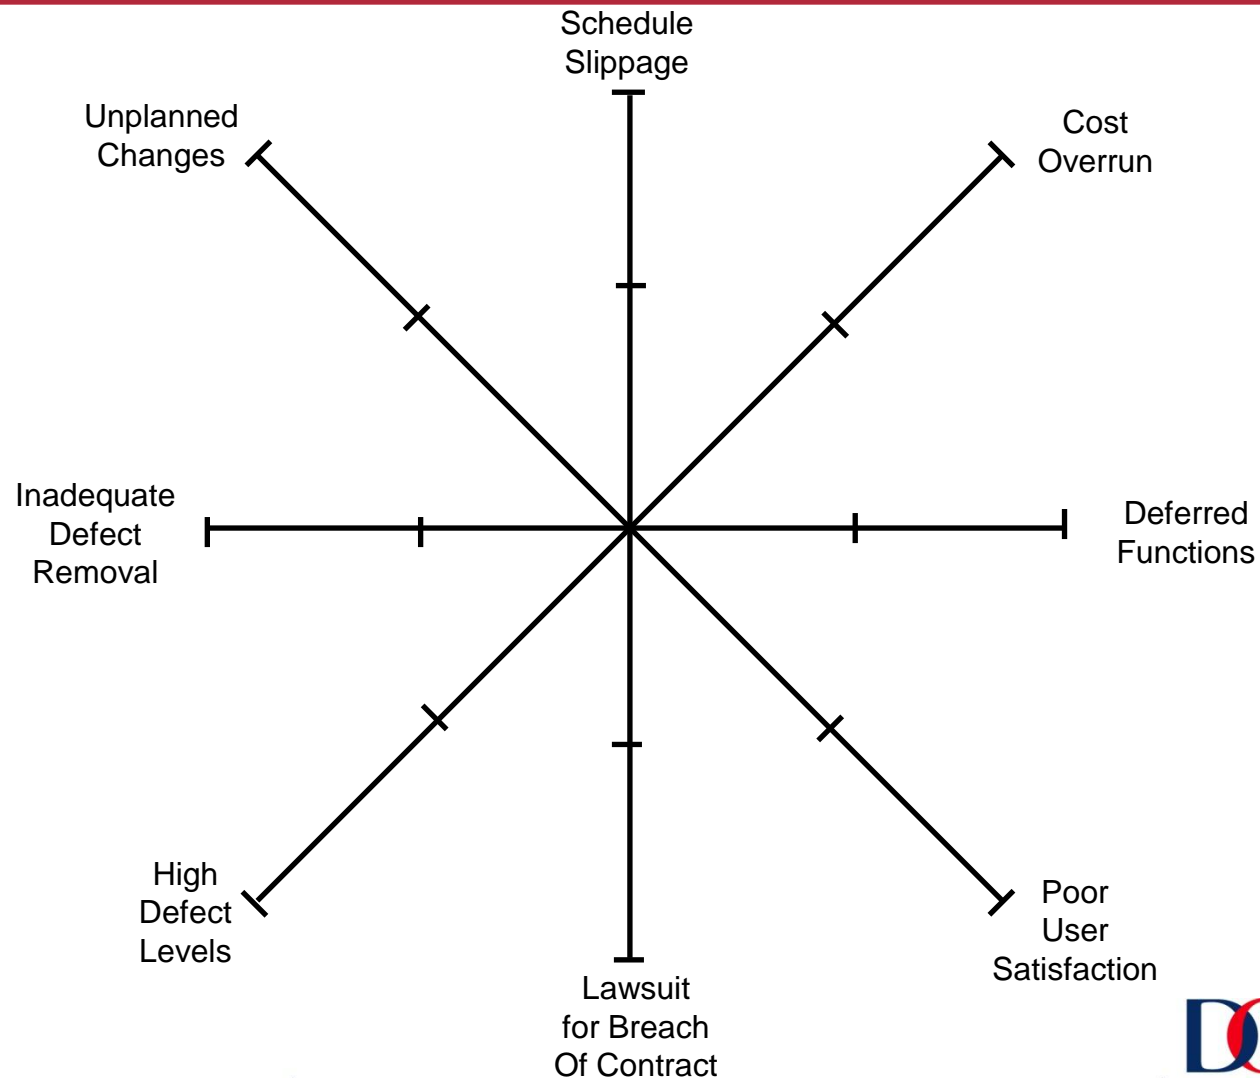 Schedule
Slippage
Unplanned
Changes
Cost
Overrun
Inadequate
Defect
Removal
Deferred
Functions
High
Defect
Levels
Poor
User
Satisfaction
Lawsuit
for Breach
Of Contract